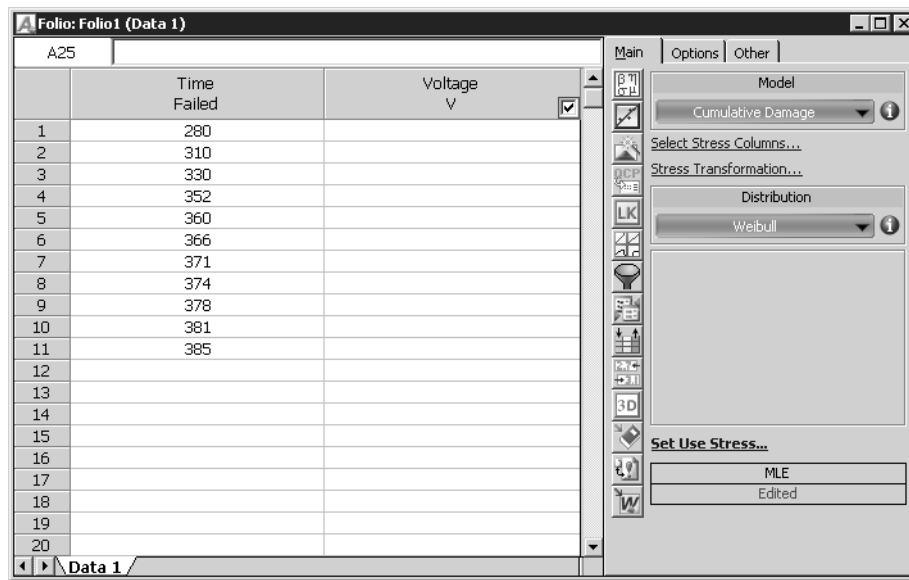 Folio: Folio1 (Data 1)
A25
Time
Failed
Voltage
V
1 280
2 310
3 330
4 352
5 360
6 366
7 371
8 374
9 378
10 381
11 385
12
13
14
15
16
17
18
19
20
Data 1
Main Options Other
β η
σ μ
QCP
LK
3D
W
Model
Cumulative Damage
Select Stress Columns...
Stress Transformation...
Distribution
Weibull
Set Use Stress...
MLE
Edited